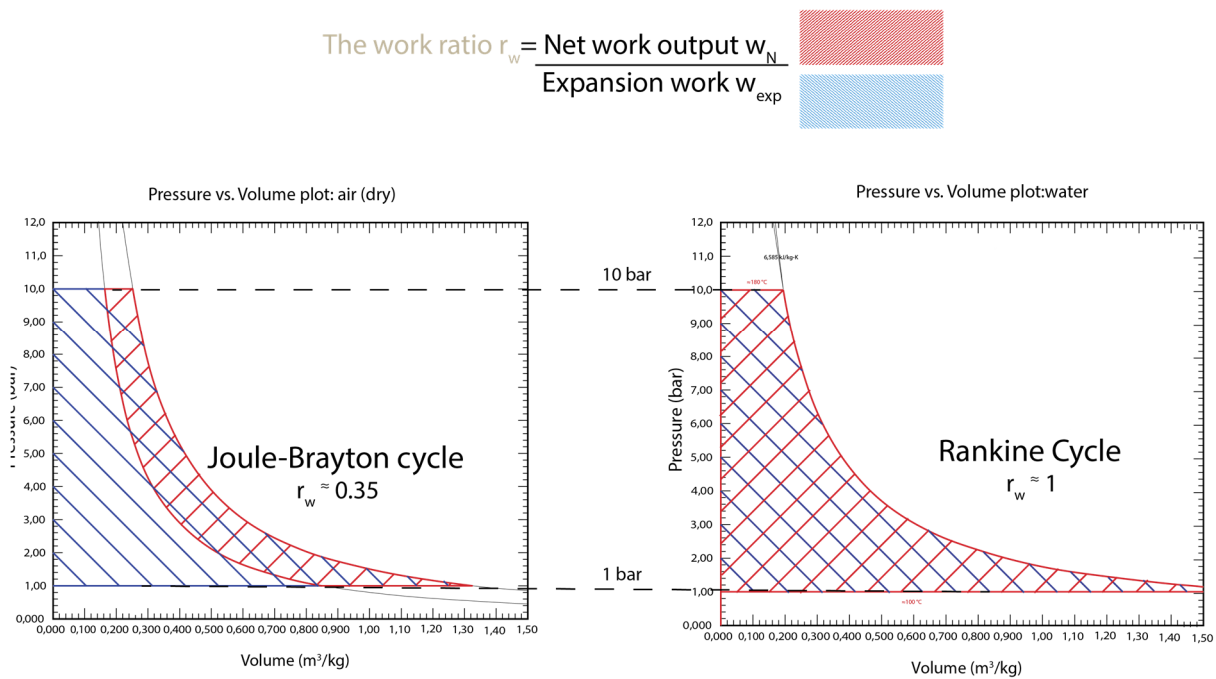 The work ratio r_w = Net work output w_N
Expansion work w_exp
Pressure vs. Volume plot: air (dry)
12,0
11,0
10,0
9,00
8,00
7,00
6,00
5,00
4,00
3,00
2,00
1,00
0,000
0,000 0,100 0,200 0,300 0,400 0,500 0,600 0,700 0,800 0,900 1,00 1,10 1,20 1,30 1,40 1,50
Volume (m³/kg)
Joule-Brayton cycle
r_w ≈ 0.35
10 bar
1 bar
Pressure vs. Volume plot:water
Pressure (bar)
12,0
11,0
10,0
9,00
8,00
7,00
6,00
5,00
4,00
3,00
2,00
1,00
0,000
6,585 kJ/kg-K
≈180 °C
Rankine Cycle
r_w ≈ 1
≈100 °C
0,000 0,100 0,200 0,300 0,400 0,500 0,600 0,700 0,800 0,900 1,00 1,10 1,20 1,30 1,40 1,50
Volume (m³/kg)